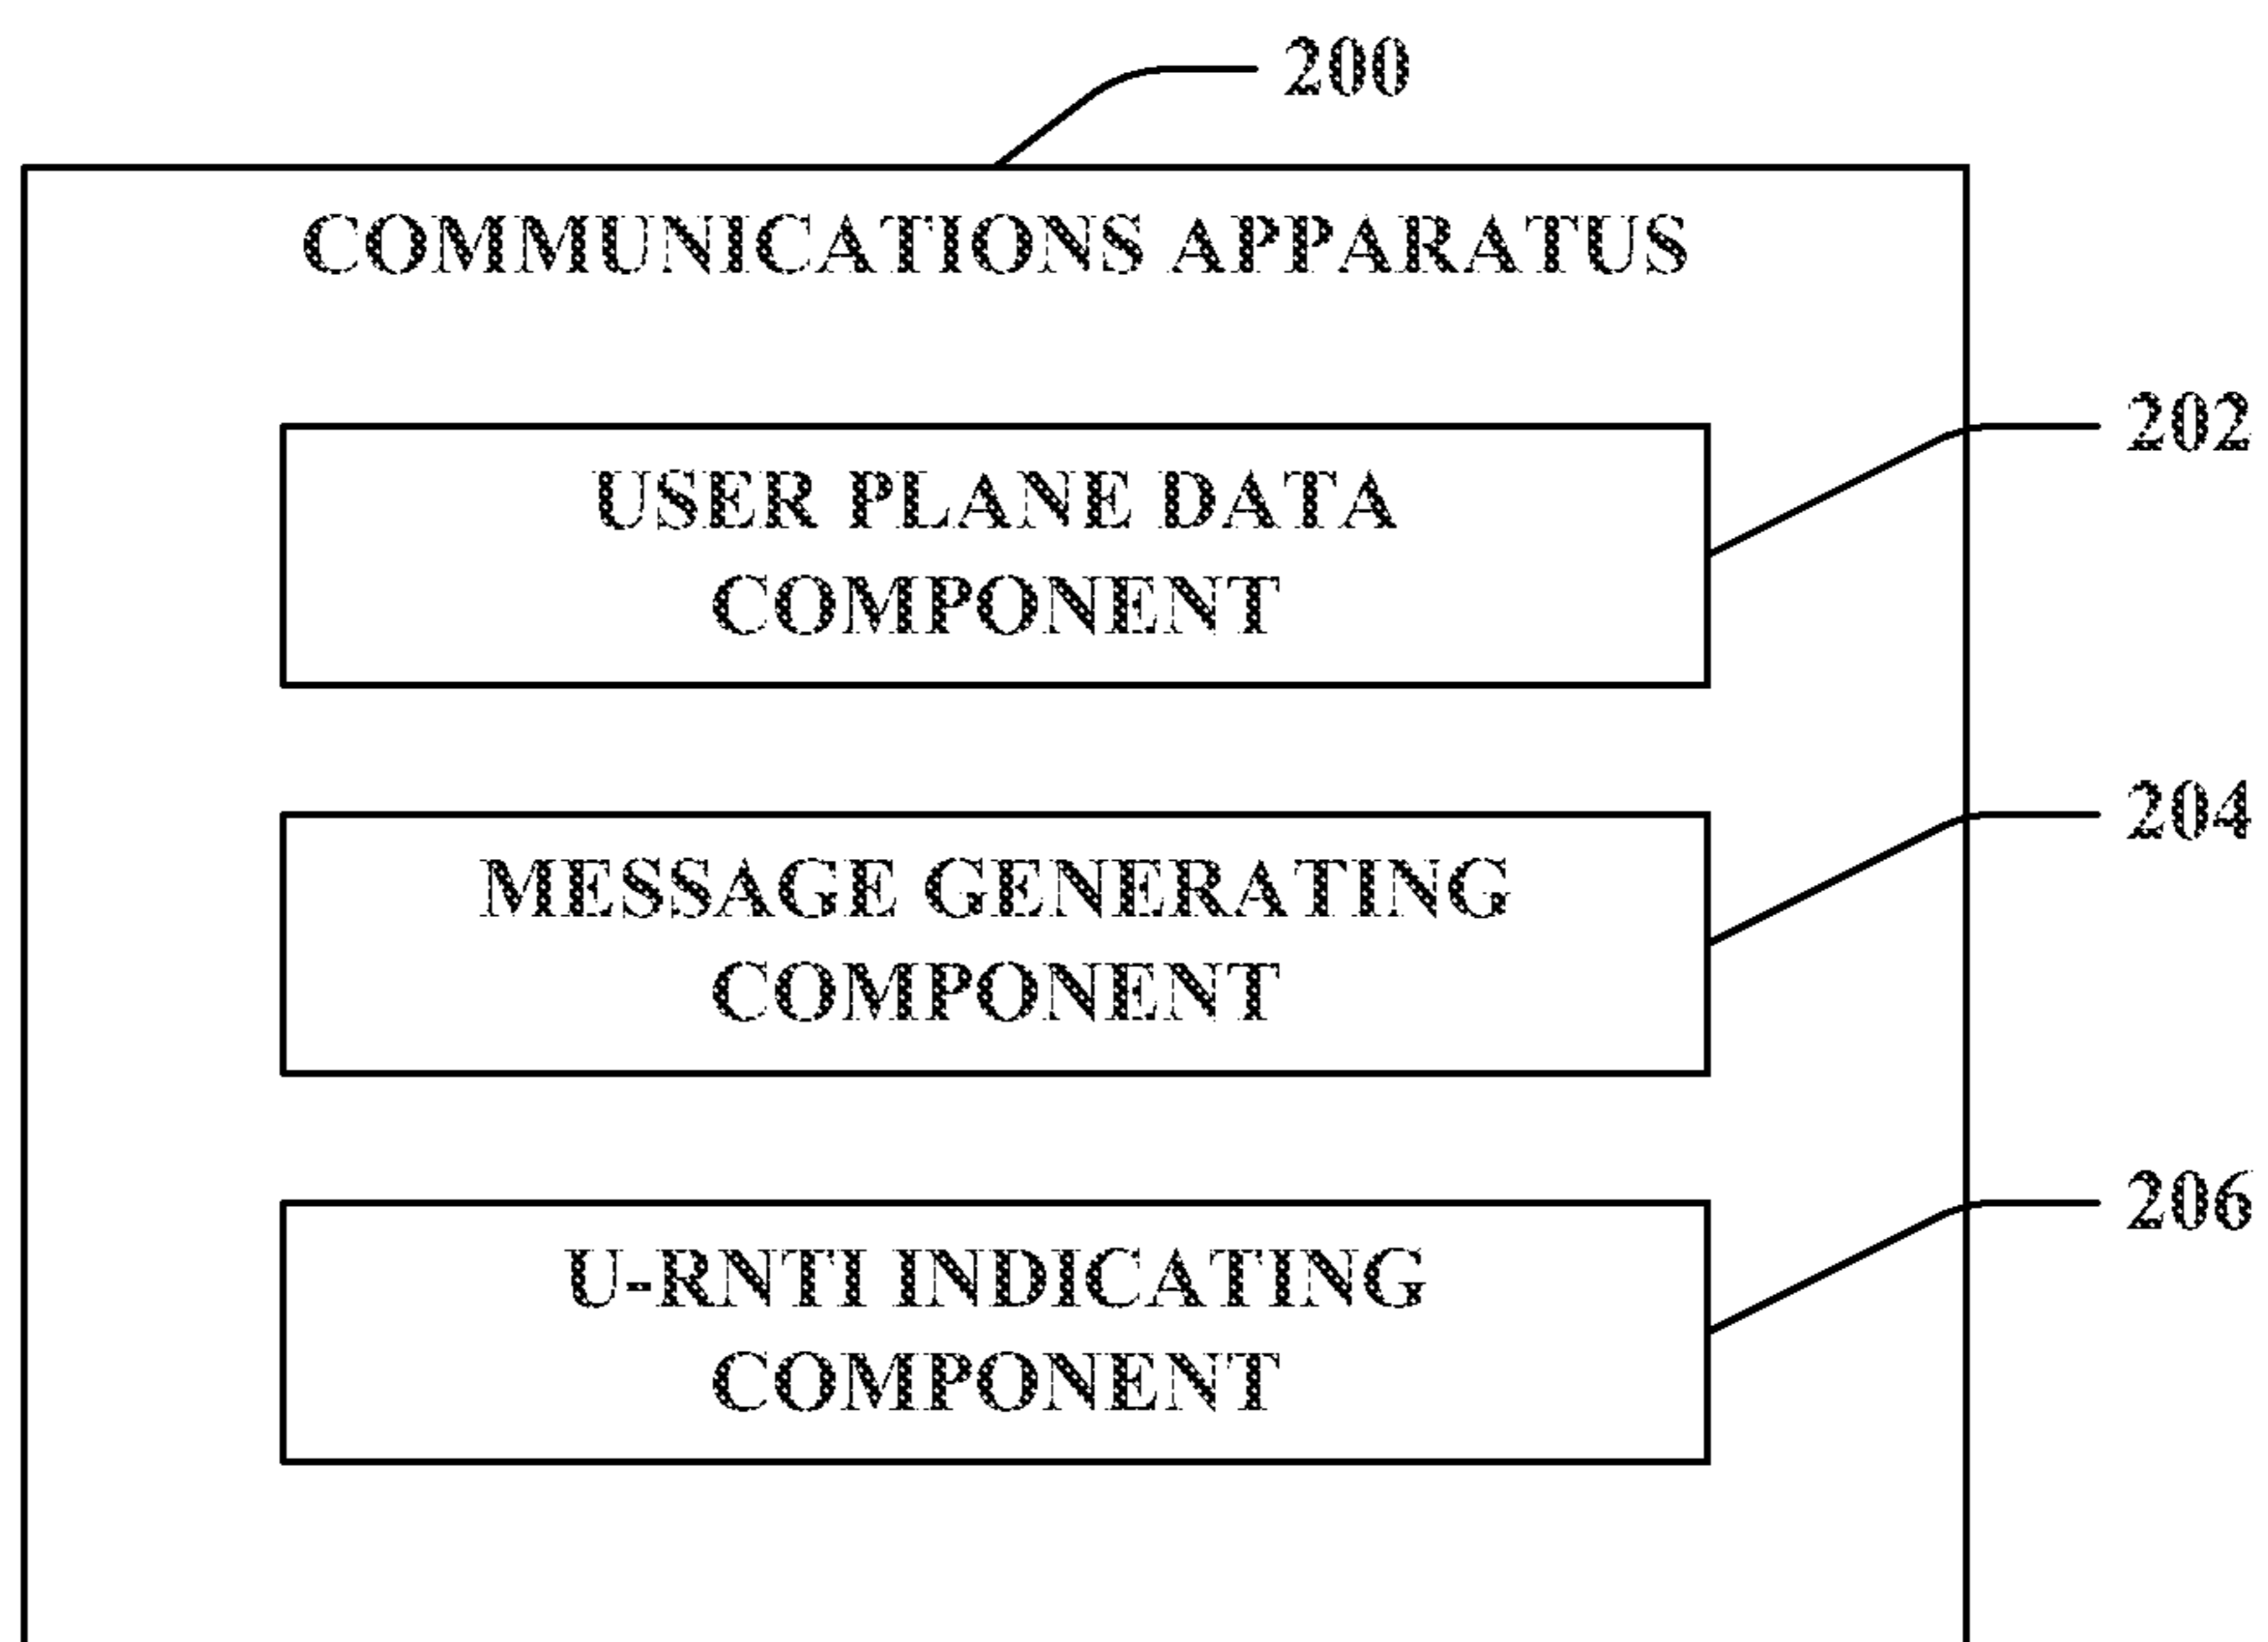 200
COMMUNICATIONS APPARATUS
202
USER PLANE DATA
COMPONENT
204
MESSAGE GENERATING
COMPONENT
206
U-RNTI INDICATING
COMPONENT